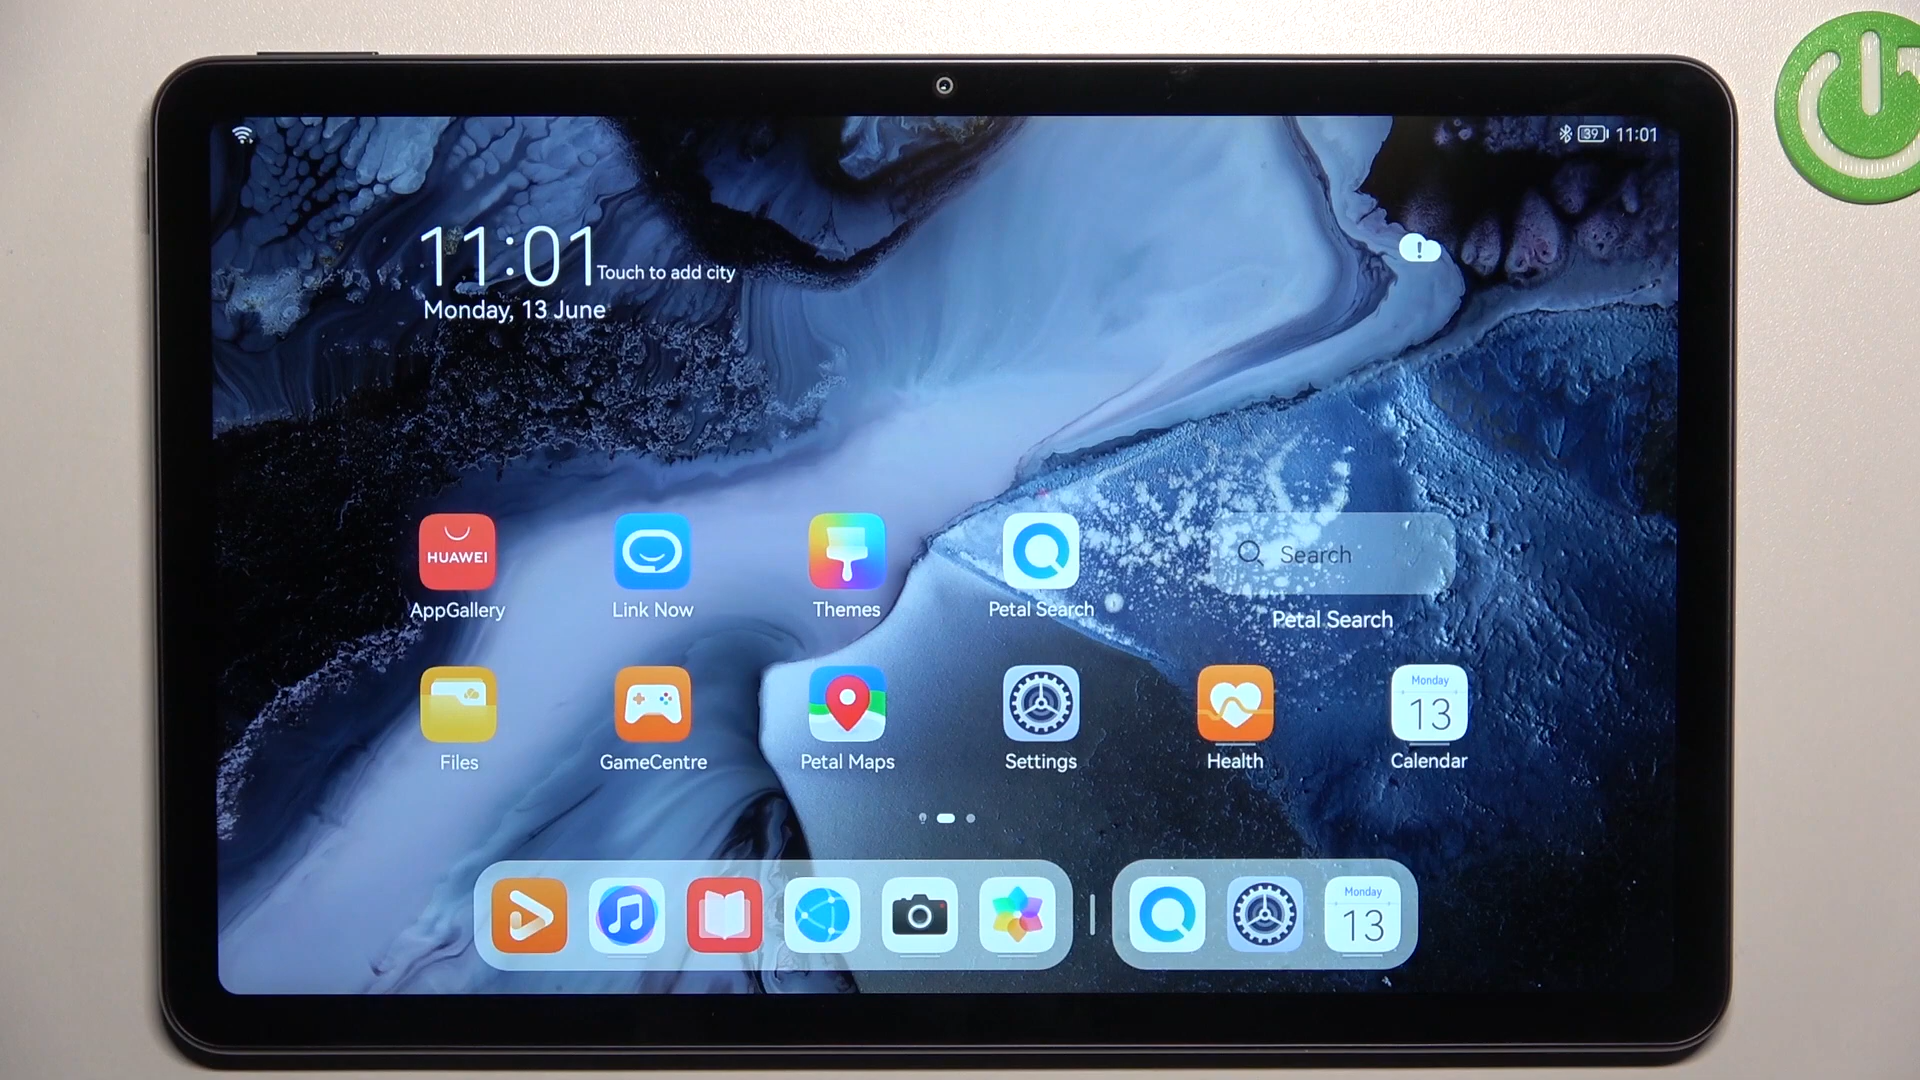 39 11:01
11:01 Touch to add city
Monday, 13 June
HUAWEI
Search
AppGallery
Link Now
Themes
Petal Search
Petal Search
Monday
13
Files
GameCentre
Petal Maps
Settings
Health
Calendar
Monday
13